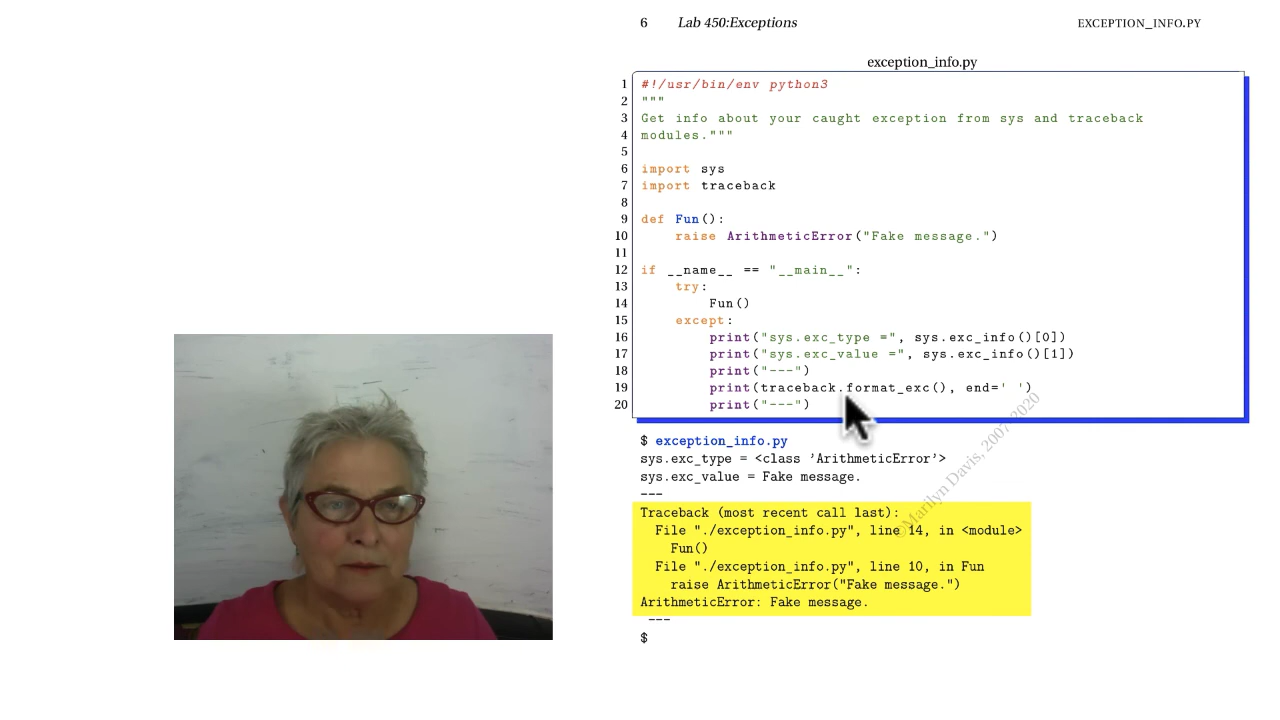 6 Lab 450:Exceptions EXCEPTION_INFO.PY
exception_info.py
1 #!/usr/bin/env python3
2 """
3 Get info about your caught exception from sys and traceback
4 modules."""
5
6 import sys
7 import traceback
8
9 def Fun():
10     raise ArithmeticError("Fake message.")
11
12 if __name__ == "__main__":
13     try:
14         Fun()
15     except:
16         print("sys.exc_type =", sys.exc_info()[0])
17         print("sys.exc_value =", sys.exc_info()[1])
18         print("---")
19         print(traceback.format_exc(), end=' ')
20         print("---")
$ exception_info.py
sys.exc_type = <class 'ArithmeticError'>
sys.exc_value = Fake message.
---
Traceback (most recent call last):
  File "./exception_info.py", line 14, in <module>
    Fun()
  File "./exception_info.py", line 10, in Fun
    raise ArithmeticError("Fake message.")
ArithmeticError: Fake message.
 ---
$
©Marilyn Davis, 2007-2020